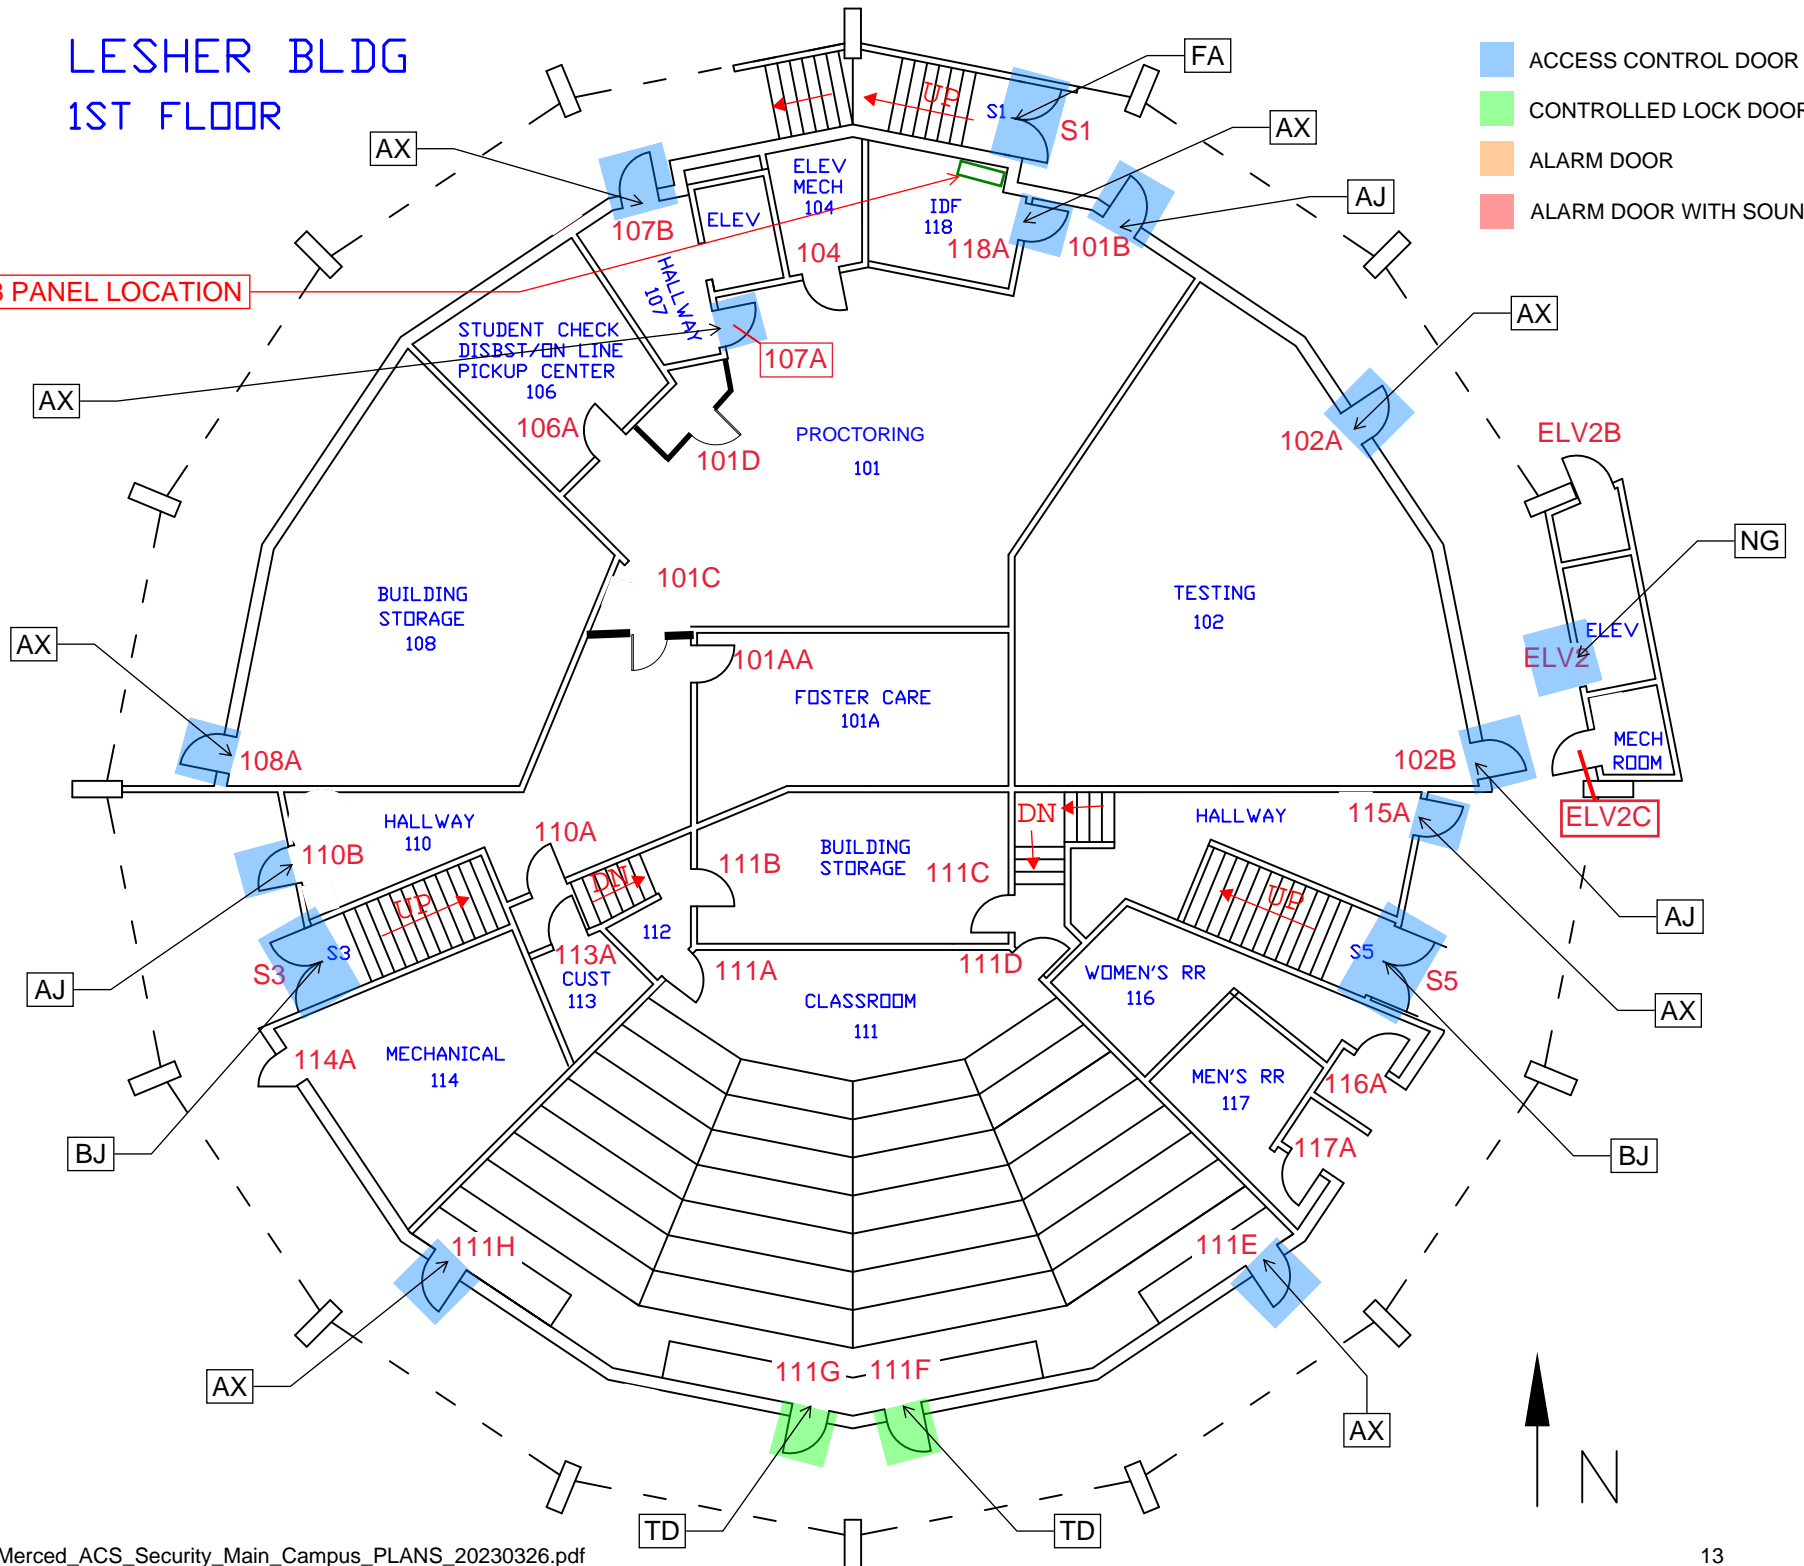 LESHER BLDG
1ST FLOOR
ACCESS CONTROL DOOR
CONTROLLED LOCK DOOR
ALARM DOOR
ALARM DOOR WITH SOUN
FA
AX
AX
AJ
UP
S1
S1
ELEV
MECH
104
ELEV
IDF
118
107B
104
118A
101B
PANEL LOCATION
HALLWAY
107
AX
STUDENT CHECK
DISBST/ON LINE
PICKUP CENTER
106
107A
AX
106A
101D
PROCTORING
101
102A
ELV2B
NG
101C
BUILDING
STORAGE
108
TESTING
102
ELEV
ELV2
AX
101AA
FOSTER CARE
101A
108A
102B
MECH
ROOM
ELV2C
HALLWAY
110
110A
110B
DN
HALLWAY
115A
BUILDING
STORAGE
111B
111C
UP
DN
UP
112
AJ
S3
S3
113A
CUST
113
111A
111D
S5
S5
WOMEN'S RR
116
AJ
AX
CLASSROOM
111
114A
MECHANICAL
114
MEN'S RR
117
116A
117A
BJ
BJ
111H
111E
111G
111F
AX
AX
TD
TD
N
Merced_ACS_Security_Main_Campus_PLANS_20230326.pdf
13